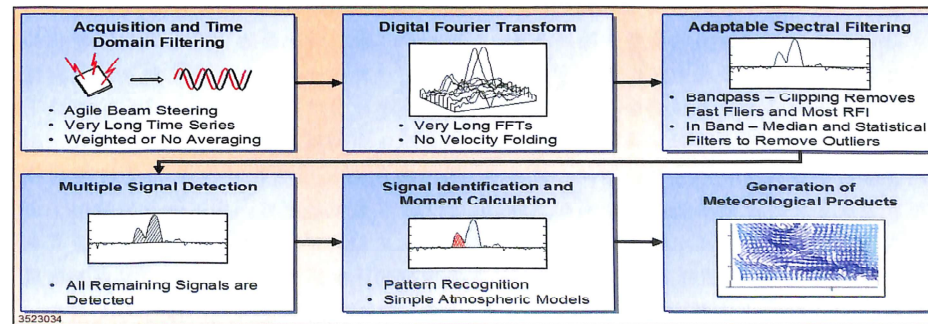 Acquisition and Time
Domain Filtering
• Agile Beam Steering
• Very Long Time Series
• Weighted or No Averaging
Digital Fourier Transform
• Very Long FFTs
• No Velocity Folding
Adaptable Spectral Filtering
• Bandpass – Clipping Removes
Fast Fliers and Most RFI
• In Band – Median and Statistical
Filters to Remove Outliers
Multiple Signal Detection
• All Remaining Signals are
Detected
Signal Identification and
Moment Calculation
• Pattern Recognition
• Simple Atmospheric Models
Generation of
Meteorological Products
3523034